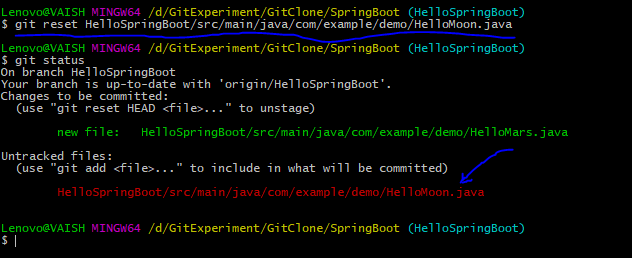 Lenovo@VAISH MINGW64 /d/GitExperiment/GitClone/SpringBoot (HelloSpringBoot)
$ git reset HelloSpringBoot/src/main/java/com/example/demo/HelloMoon.java
Lenovo@VAISH MINGW64 /d/GitExperiment/GitClone/SpringBoot (HelloSpringBoot)
$ git status
On branch HelloSpringBoot
Your branch is up-to-date with 'origin/HelloSpringBoot'.
Changes to be committed:
(use "git reset HEAD <file>..." to unstage)
new file: HelloSpringBoot/src/main/java/com/example/demo/HelloMars.java
Untracked files:
(use "git add <file>..." to include in what will be committed)
HelloSpringBoot/src/main/java/com/example/demo/HelloMoon.java
Lenovo@VAISH MINGW64 /d/GitExperiment/GitClone/SpringBoot (HelloSpringBoot)
$